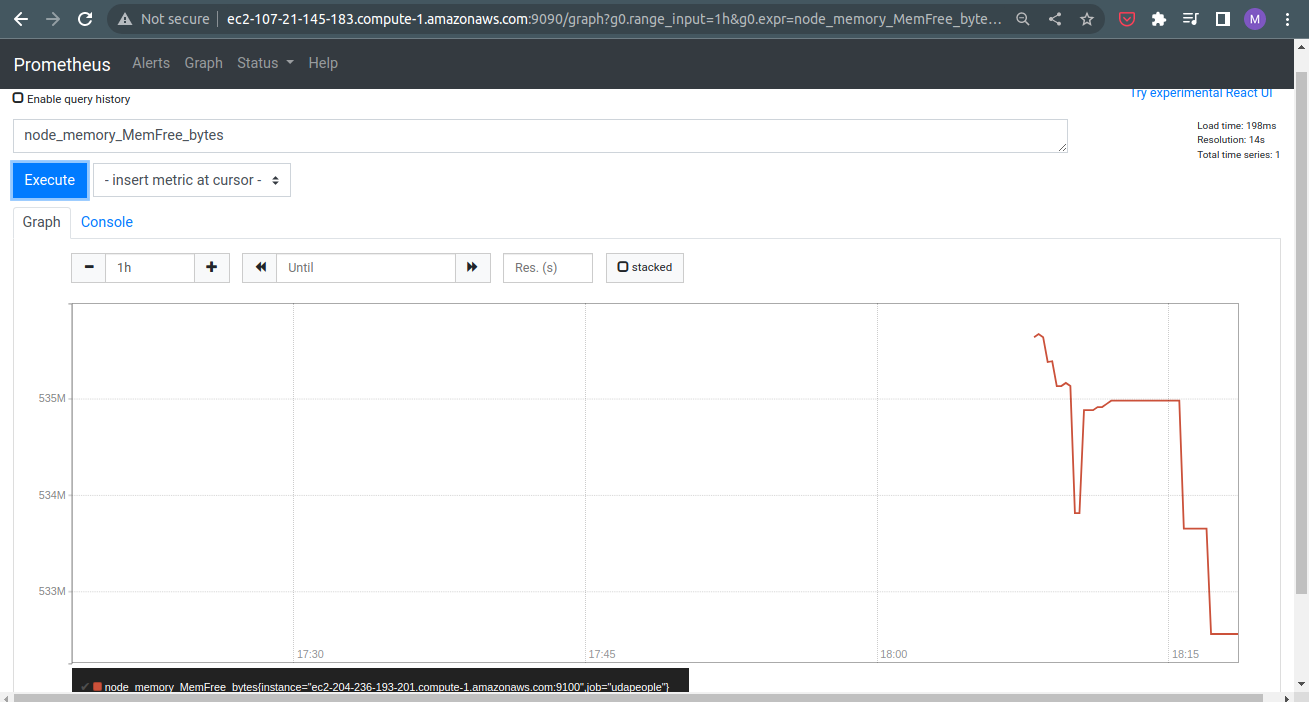 Not secure
ec2-107-21-145-183.compute-1.amazonaws.com:9090/graph?g0.range_input=1h&g0.expr=node_memory_MemFree_byte...
M
Prometheus
Alerts
Graph
Status
Help
Enable query history
Try experimental React UI
node_memory_MemFree_bytes
Load time: 198ms
Resolution: 14s
Total time series: 1
Execute
- insert metric at cursor -
Graph
Console
1h
Until
Res. (s)
stacked
535M
534M
533M
17:30
17:45
18:00
18:15
node_memory_MemFree_bytes{instance="ec2-204-236-193-201.compute-1.amazonaws.com:9100",job="udapeople"}